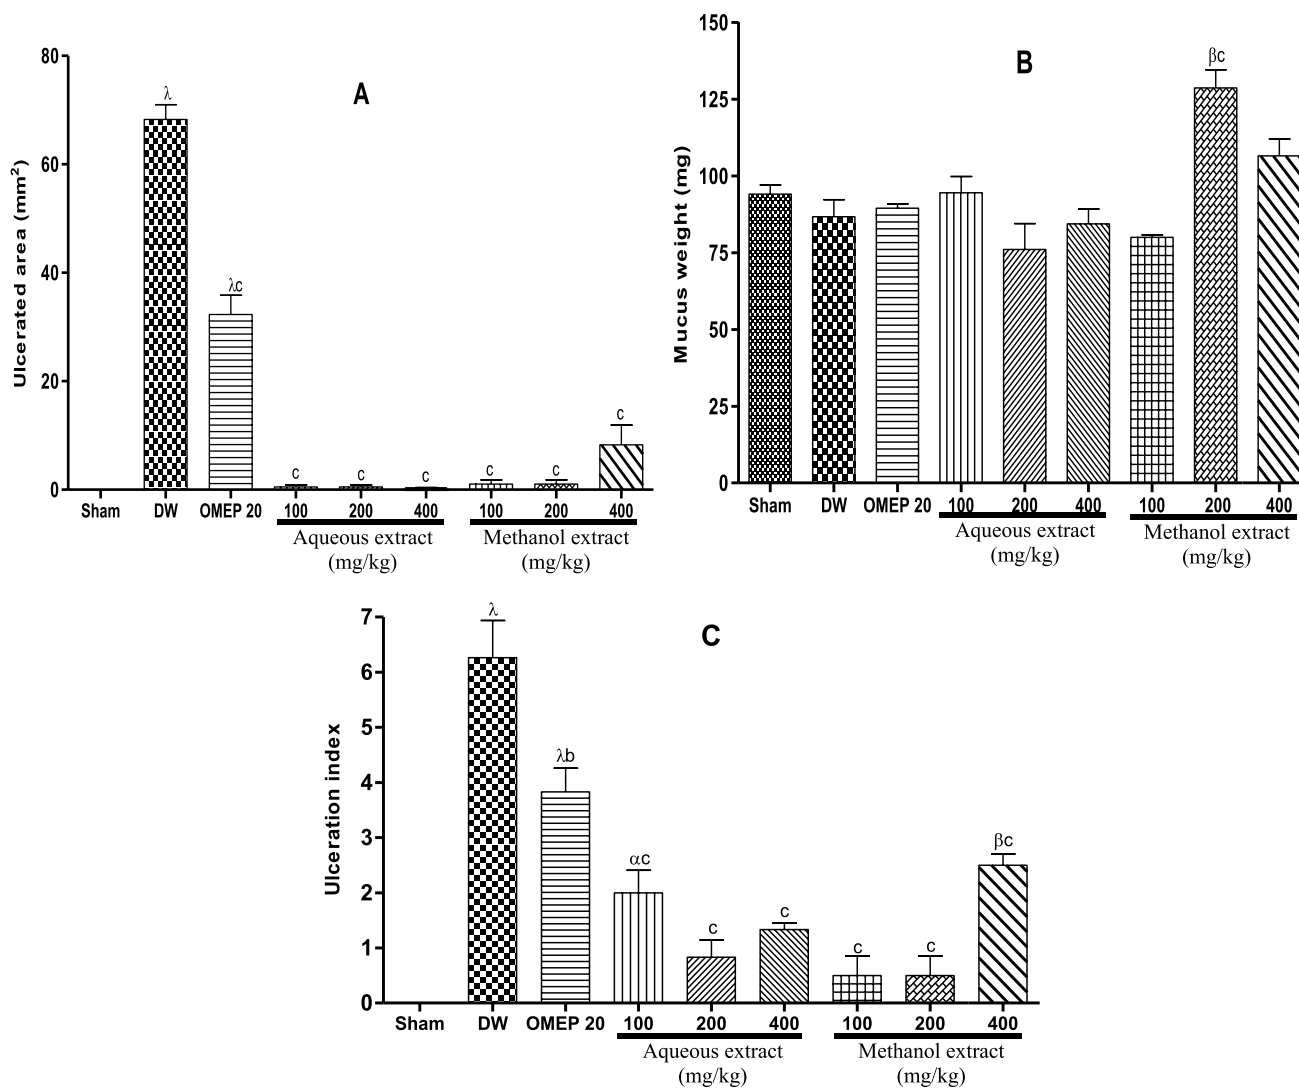 A
Ulcerated area (mm²)
80
60
40
20
0
λ
λc
c
c
c
c
c
c
Sham DW OMEP 20 100 200 400 100 200 400
Aqueous extract Methanol extract
(mg/kg) (mg/kg)
B
Mucus weight (mg)
150
125
100
75
50
25
0
βc
Sham DW OMEP 20 100 200 400 100 200 400
Aqueous extract Methanol extract
(mg/kg) (mg/kg)
C
Ulceration index
7
6
5
4
3
2
1
0
λ
λb
αc
c
c
c
c
βc
Sham DW OMEP 20 100 200 400 100 200 400
Aqueous extract Methanol extract
(mg/kg) (mg/kg)